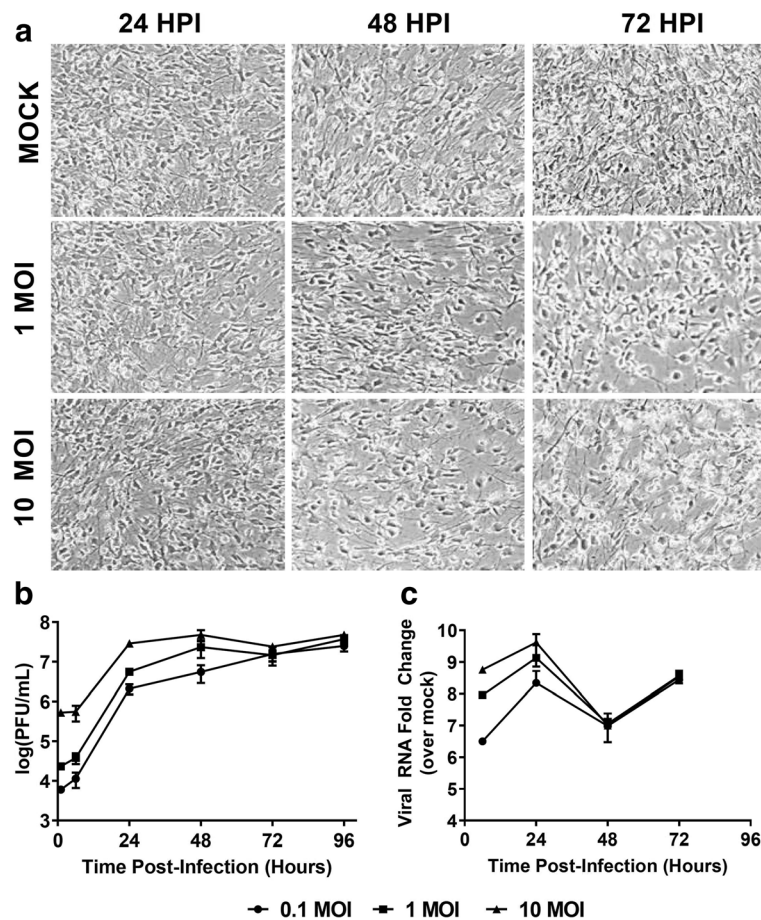 a
24 HPI 48 HPI 72 HPI
MOCK
1 MOI
10 MOI
b
log(PFU/mL)
8
7
6
5
4
3
0 24 48 72 96
Time Post-Infection (Hours)
c
Viral RNA Fold Change
(over mock)
10
9
8
7
6
5
4
0 24 48 72 96
Time Post-Infection (Hours)
0.1 MOI 1 MOI 10 MOI